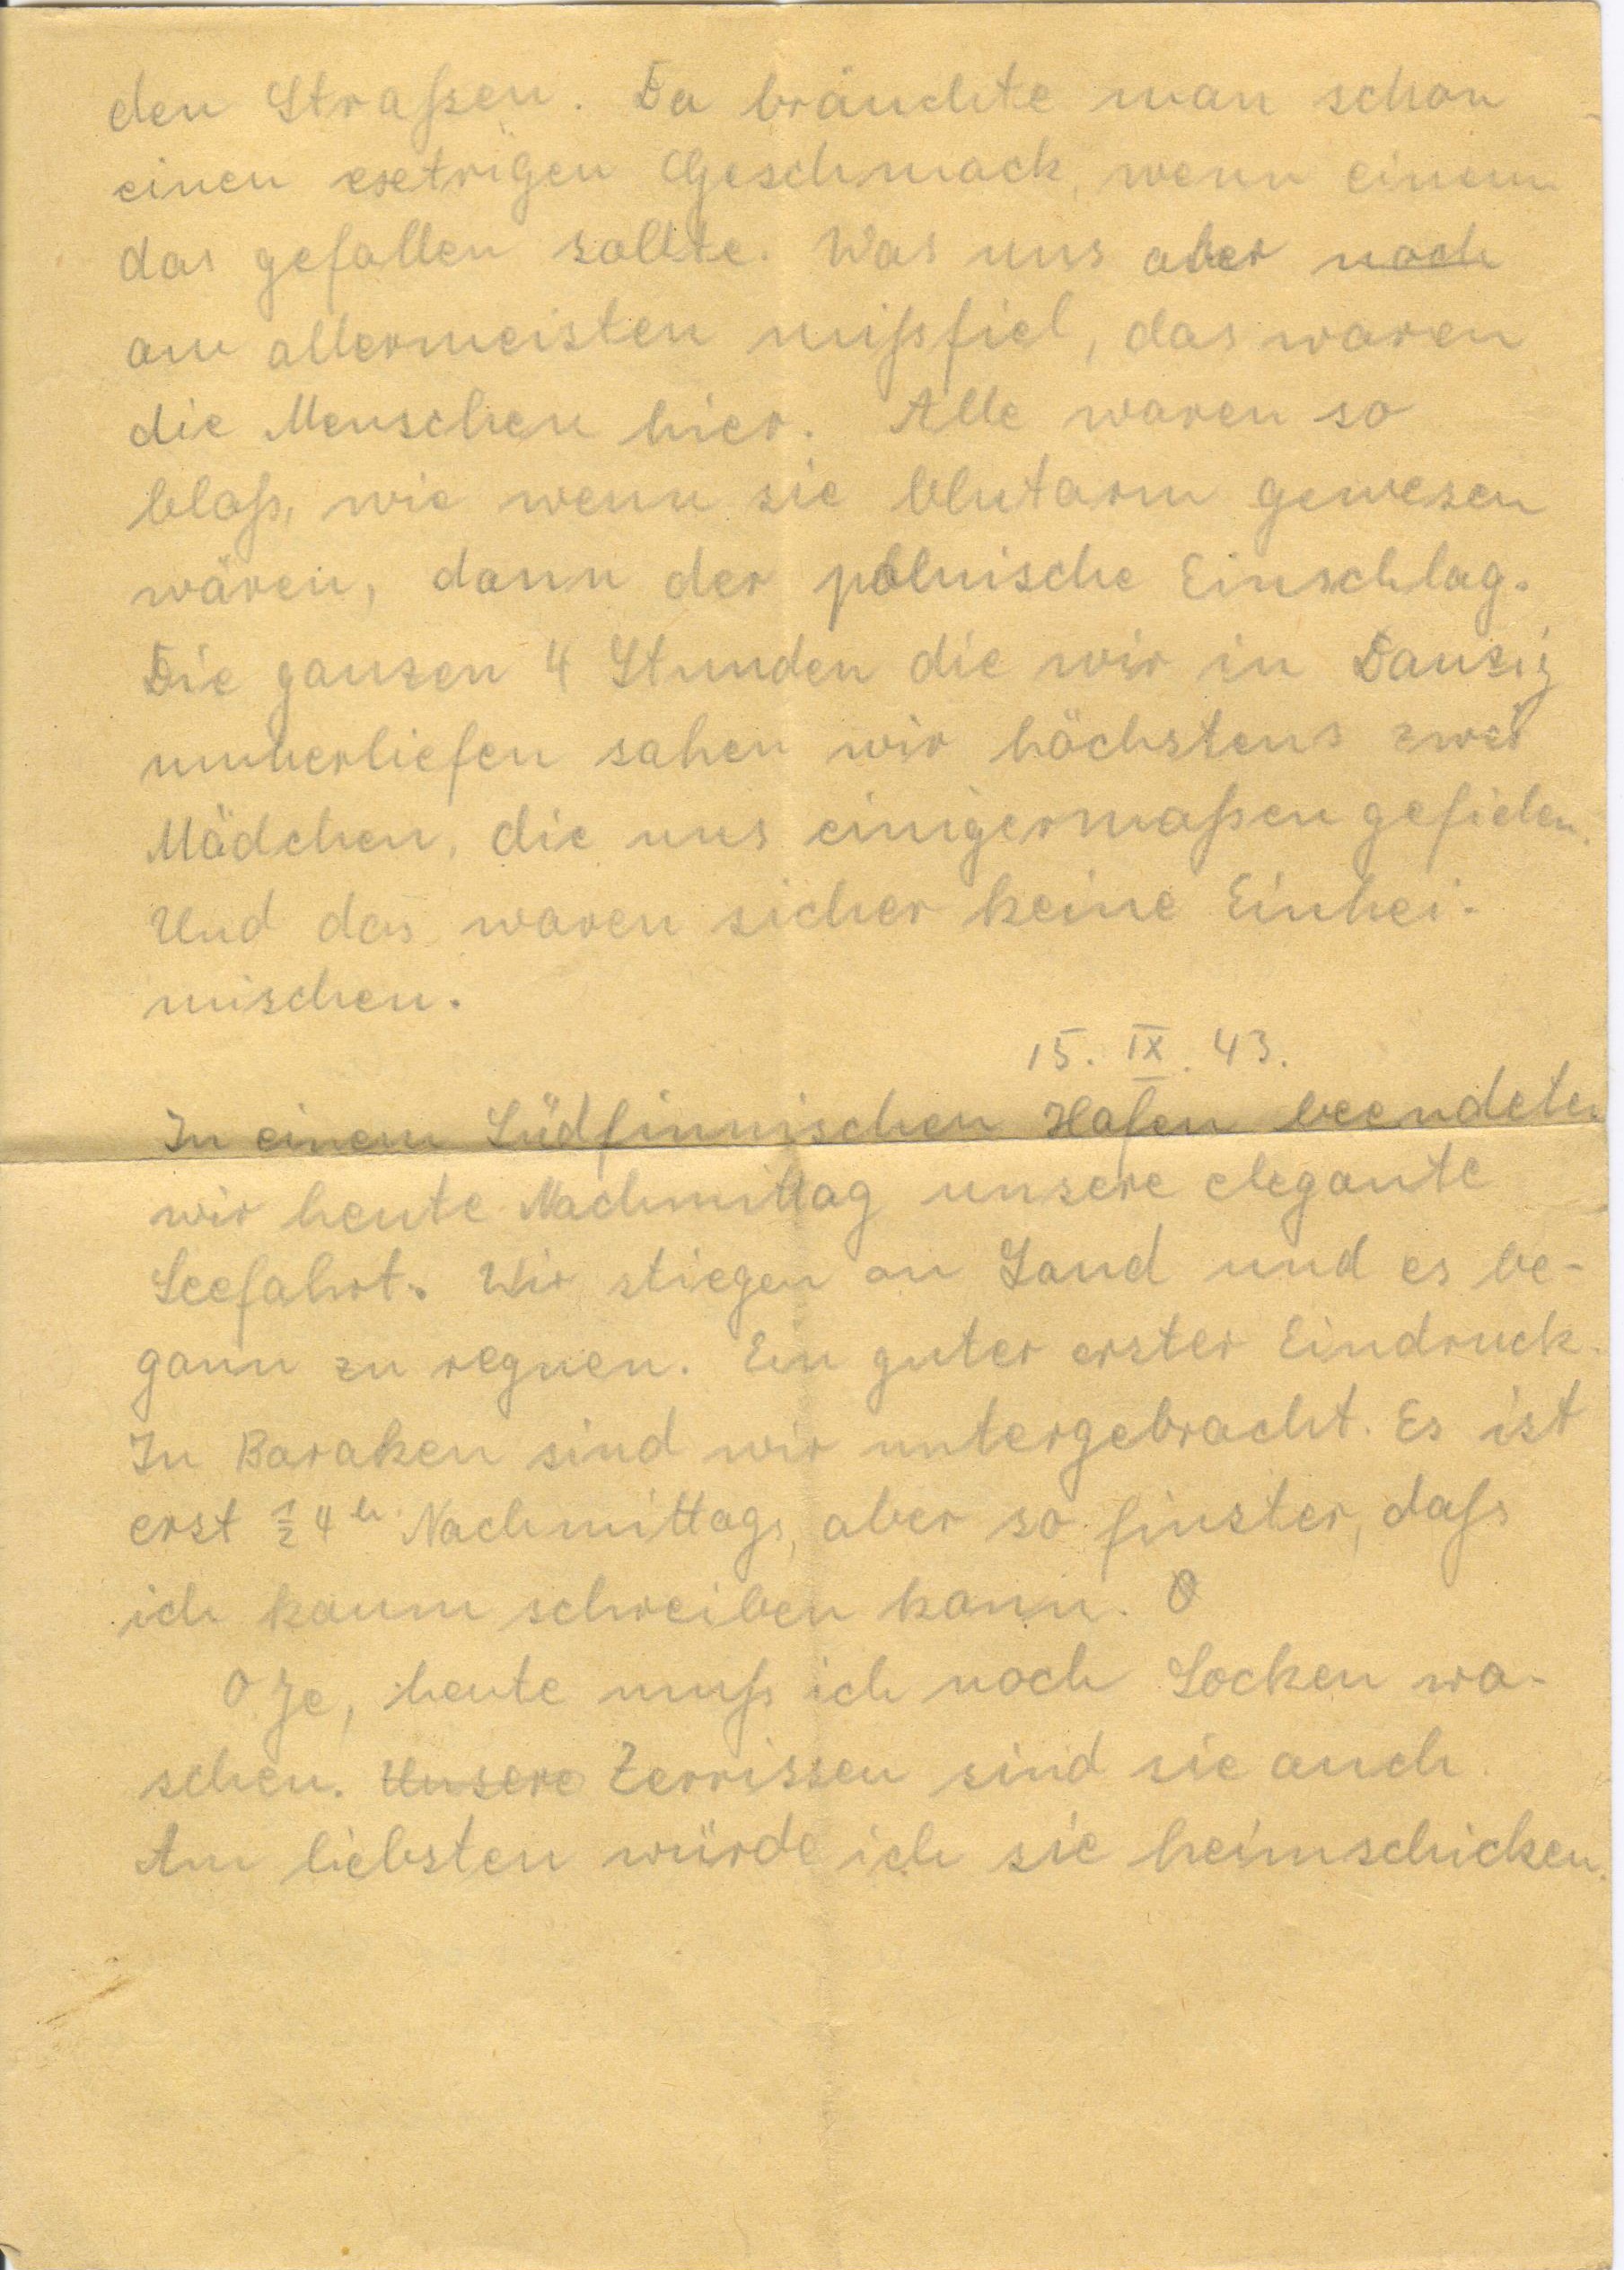 den Straßen. Da bräuchte man schon
einen Geschmack, wenn einem
das gefallen sollte. Was uns aber noch
am allermeisten mißfiel, das waren
die Menschen hier. Alle waren so
blaß, wie wenn sie blutarm gewesen
wären, dann der polnische Einschlag.
Die ganzen 4 Stunden die wir in Danzig
umherliefen sahen wir höchstens zwei
Mädchen, die uns einigermaßen gefielen.
Und das waren sicher keine Einhei-
mischen.
15. IX. 43.
In einem Südfinnischen Hafen beendeten
wir heute Nachmittag unsere elegante
Seefahrt. Wir stiegen an Land und es be-
gann zu regnen. Ein guter erster Eindruck.
In Baraken sind wir untergebracht. Es ist
erst ½ 4 h Nachmittags, aber so finster, daß
ich kaum schreiben kann. O
O Je, heute muß ich noch Socken wa-
schen. Unsere Zerrissen sind sie auch.
Am liebsten würde ich sie heimschicken.